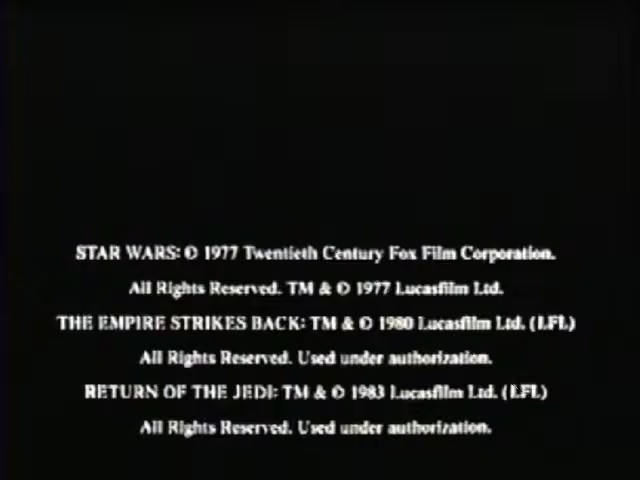 STAR WARS: © 1977 Twentieth Century Fox Film Corporation.
All Rights Reserved. TM & © 1977 Lucasfilm Ltd.
THE EMPIRE STRIKES BACK: TM & © 1980 Lucasfilm Ltd. (LFL)
All Rights Reserved. Used under authorization.
RETURN OF THE JEDI: TM & © 1983 Lucasfilm Ltd. (LFL)
All Rights Reserved. Used under authorization.